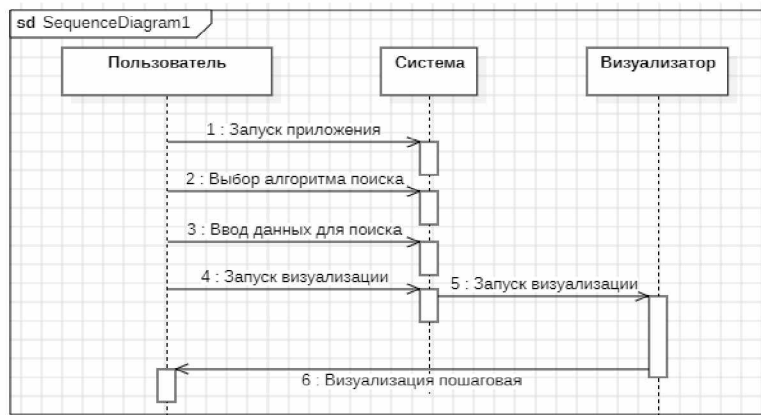 sd SequenceDiagram1
Пользователь
Система
Визуализатор
1 : Запуск приложения
2 : Выбор алгоритма поиска
3 : Ввод данных для поиска
4 : Запуск визуализации
5 : Запуск визуализации
6 : Визуализация пошаговая